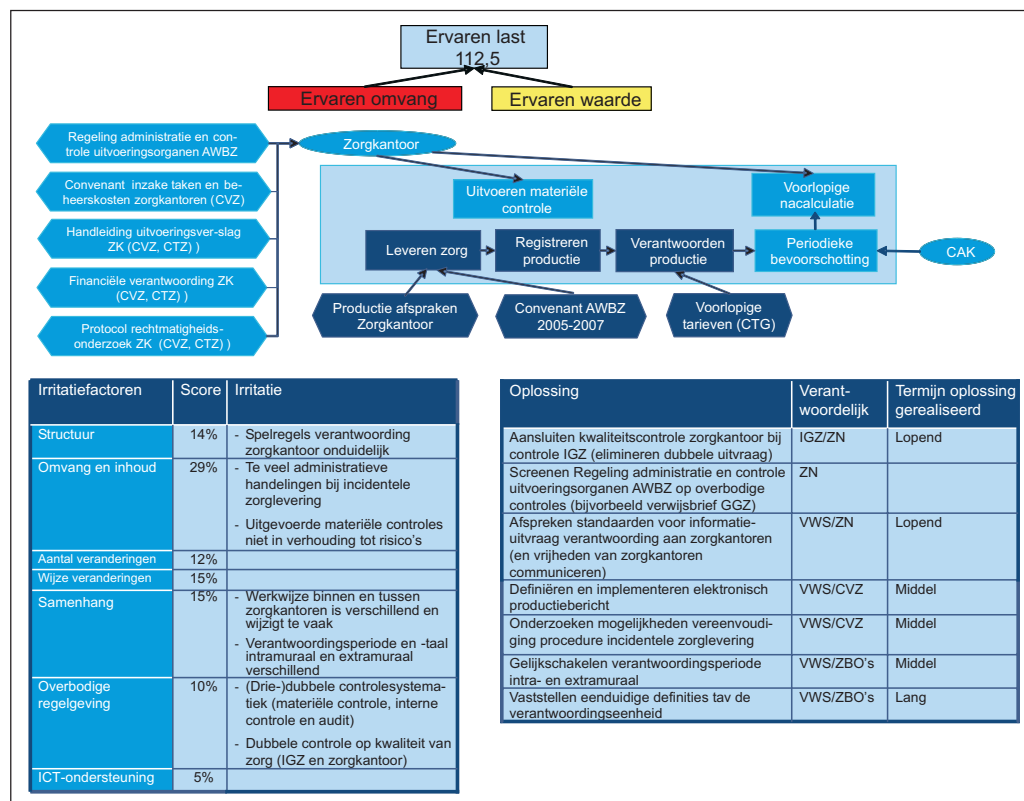 Ervaren last
112,5
Ervaren omvang
Ervaren waarde
Regeling administratie en con-
trole uitvoeringsorganen AWBZ
Convenant inzake taken en be-
heerskosten zorgkantoren (CVZ)
Handleiding uitvoeringsver-slag
ZK (CVZ, CTZ) )
Financiële verantwoording ZK
(CVZ, CTZ) )
Protocol rechtmatigheids-
onderzoek ZK (CVZ, CTZ) )
Zorgkantoor
Uitvoeren materiële
controle
Voorlopige
nacalculatie
Leveren zorg
Registreren
productie
Verantwoorden
productie
Periodieke
bevoorschotting
CAK
Productie afspraken
Zorgkantoor
Convenant AWBZ
2005-2007
Voorlopige
tarieven (CTG)
Irritatiefactoren Score Irritatie
Structuur 14% - Spelregels verantwoording
zorgkantoor onduidelijk
Omvang en inhoud 29% - Te veel administratieve
handelingen bij incidentele
zorglevering
- Uitgevoerde materiële controles
niet in verhouding tot risico's
Aantal veranderingen 12%
Wijze veranderingen 15%
Samenhang 15% - Werkwijze binnen en tussen
zorgkantoren is verschillend en
wijzigt te vaak
- Verantwoordingsperiode en -taal
intramuraal en extramuraal
verschillend
Overbodige 10% - (Drie-)dubbele controlesystema-
regelgeving tiek (materiële controle, interne
controle en audit)
- Dubbele controle op kwaliteit van
zorg (IGZ en zorgkantoor)
ICT-ondersteuning 5%
Oplossing Verant- Termijn oplossing
woordelijk gerealiseerd
Aansluiten kwaliteitscontrole zorgkantoor bij IGZ/ZN Lopend
controle IGZ (elimineren dubbele uitvraag)
Screenen Regeling administratie en controle ZN
uitvoeringsorganen AWBZ op overbodige
controles (bijvorbeeld verwijsbrief GGZ)
Afspreken standaarden voor informatie- VWS/ZN Lopend
uitvraag verantwoording aan zorgkantoren
(en vrijheden van zorgkantoren
communiceren)
Definiëren en implementeren elektronisch VWS/CVZ Middel
productiebericht
Onderzoeken mogelijkheden vereenvoudi- VWS/CVZ Middel
ging procedure incidentele zorglevering
Gelijkschakelen verantwoordingsperiode VWS/ZBO's Middel
intra- en extramuraal
Vaststellen eenduidige definities tav de VWS/ZBO's Lang
verantwoordingseenheid